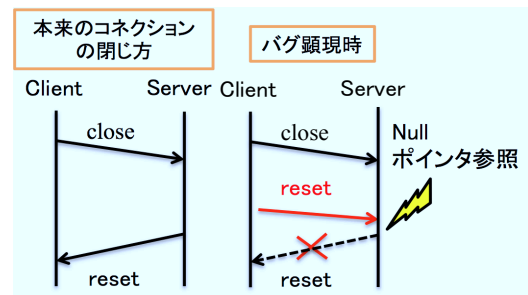 本来のコネクション
の閉じ方
バグ顕現時
Client
Server
Client
Server
close
close
Null
ポインタ参照
reset
reset
reset